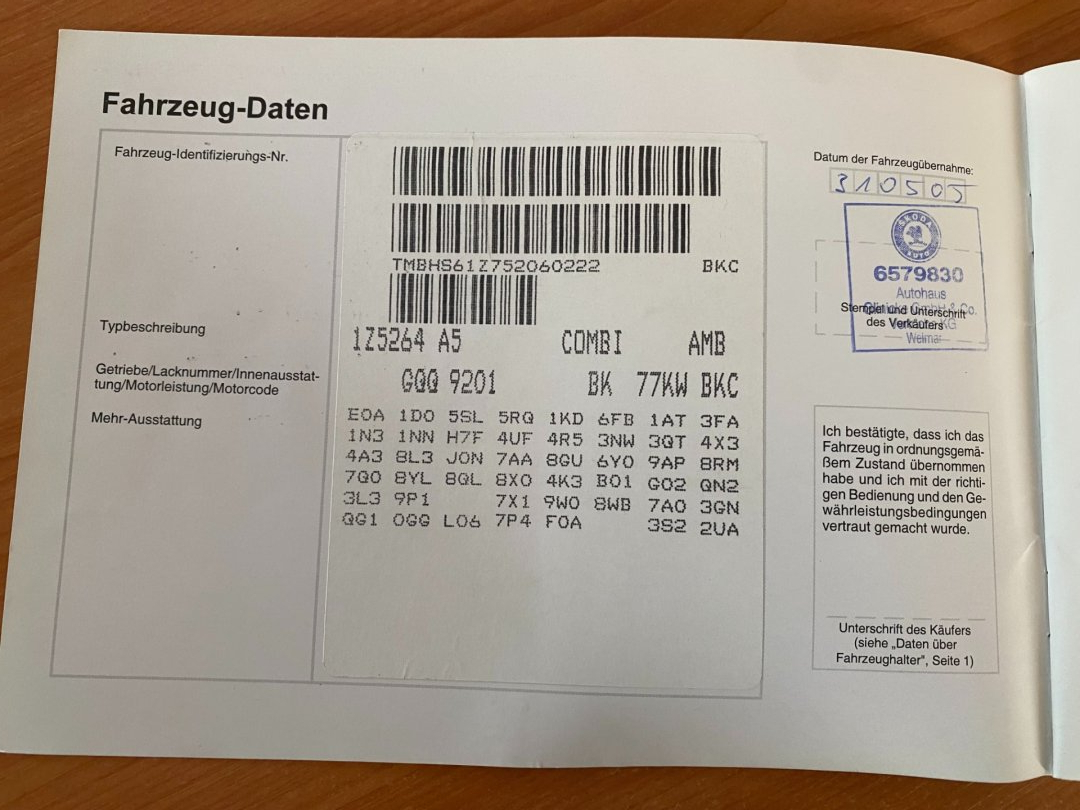 Fahrzeug-Daten
Fahrzeug-Identifizierungs-Nr.
TMBHS61Z752060222 BKC
Typbeschreibung
1Z5264 A5 COMBI AMB
Getriebe/Lacknummer/Innenausstat-
tung/Motorleistung/Motorcode
GQQ 9201 BK 77KW BKC
Mehr-Ausstattung
E0A 1D0 5SL 5RQ 1KD 6FB 1AT 3FA
1N3 1NN H7F 4UF 4R5 3NW 3QT 4X3
4A3 8L3 J0N 7AA 8GU 6Y0 9AP 8RM
7Q0 8YL 8QL 8X0 4K3 B01 G02 QN2
3L3 9P1 7X1 9W0 8WB 7A0 3GN
QG1 0GG L06 7P4 F0A 3S2 2UA
Datum der Fahrzeugübernahme:
310505
ŠKODA
AUTO
6579830
Autohaus
GmbH & Co.
KG
Weimar
Stempel und Unterschrift
des Verkäufers
Ich bestätigte, dass ich das
Fahrzeug in ordnungsgemä-
ßem Zustand übernommen
habe und ich mit der richti-
gen Bedienung und den Ge-
währleistungsbedingungen
vertraut gemacht wurde.
Unterschrift des Käufers
(siehe „Daten über
Fahrzeughalter", Seite 1)